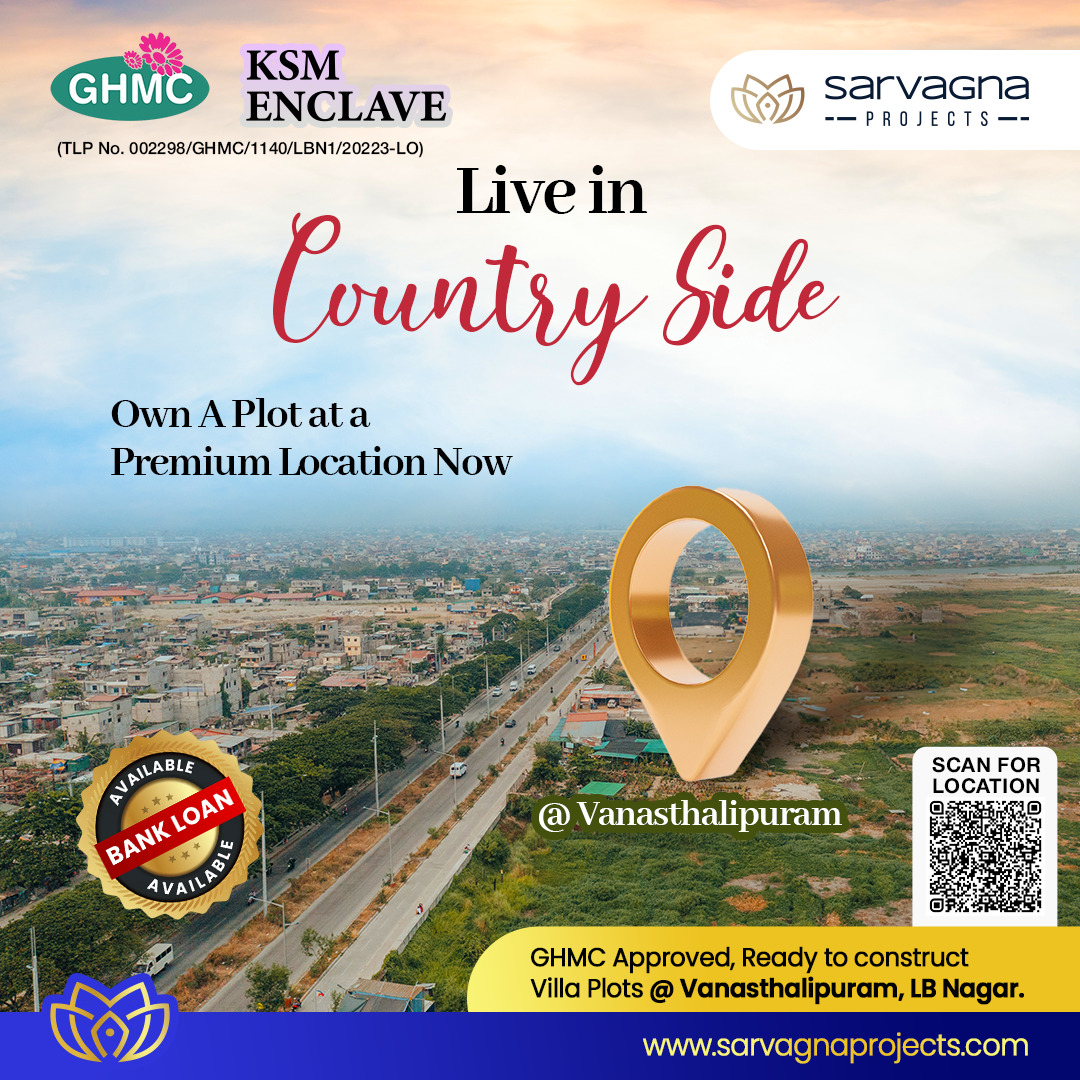 GHMC
KSM
ENCLAVE
(TLP No. 002298/GHMC/1140/LBN1/20223-LO)
sarvagna
PROJECTS
Live in
Country Side
Own A Plot at a
Premium Location Now
@ Vanasthalipuram
AVAILABLE
BANK LOAN
AVAILABLE
SCAN FOR
LOCATION
GHMC Approved, Ready to construct
Villa Plots @ Vanasthalipuram, LB Nagar.
www.sarvagnaprojects.com